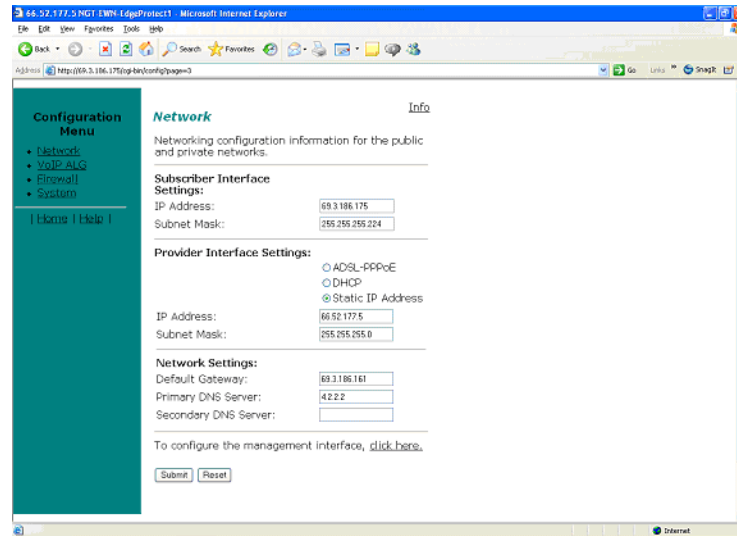 66.52.177.5 NGT-EWN-EdgeProtect1 - Microsoft Internet Explorer
File Edit View Favorites Tools Help
Back Search Favorites
Address http://69.3.186.175/cgi-bin/config?page=3 Go Links » SnagIt
Configuration Menu
Network
VoIP ALG
Firewall
System
| Home | Help |
Info
Network
Networking configuration information for the public
and private networks.
Subscriber Interface
Settings:
IP Address: 69.3.186.175
Subnet Mask: 255.255.255.224
Provider Interface Settings:
ADSL-PPPoE
DHCP
Static IP Address
IP Address: 66.52.177.5
Subnet Mask: 255.255.255.0
Network Settings:
Default Gateway: 69.3.186.161
Primary DNS Server: 4.2.2.2
Secondary DNS Server:
To configure the management interface, click here.
Submit Reset
Internet